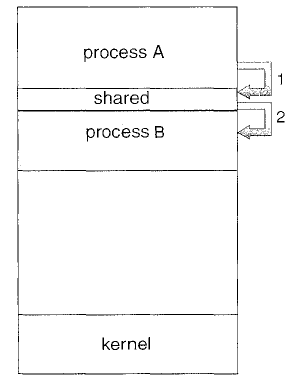 process A
1
shared
2
process B
kernel